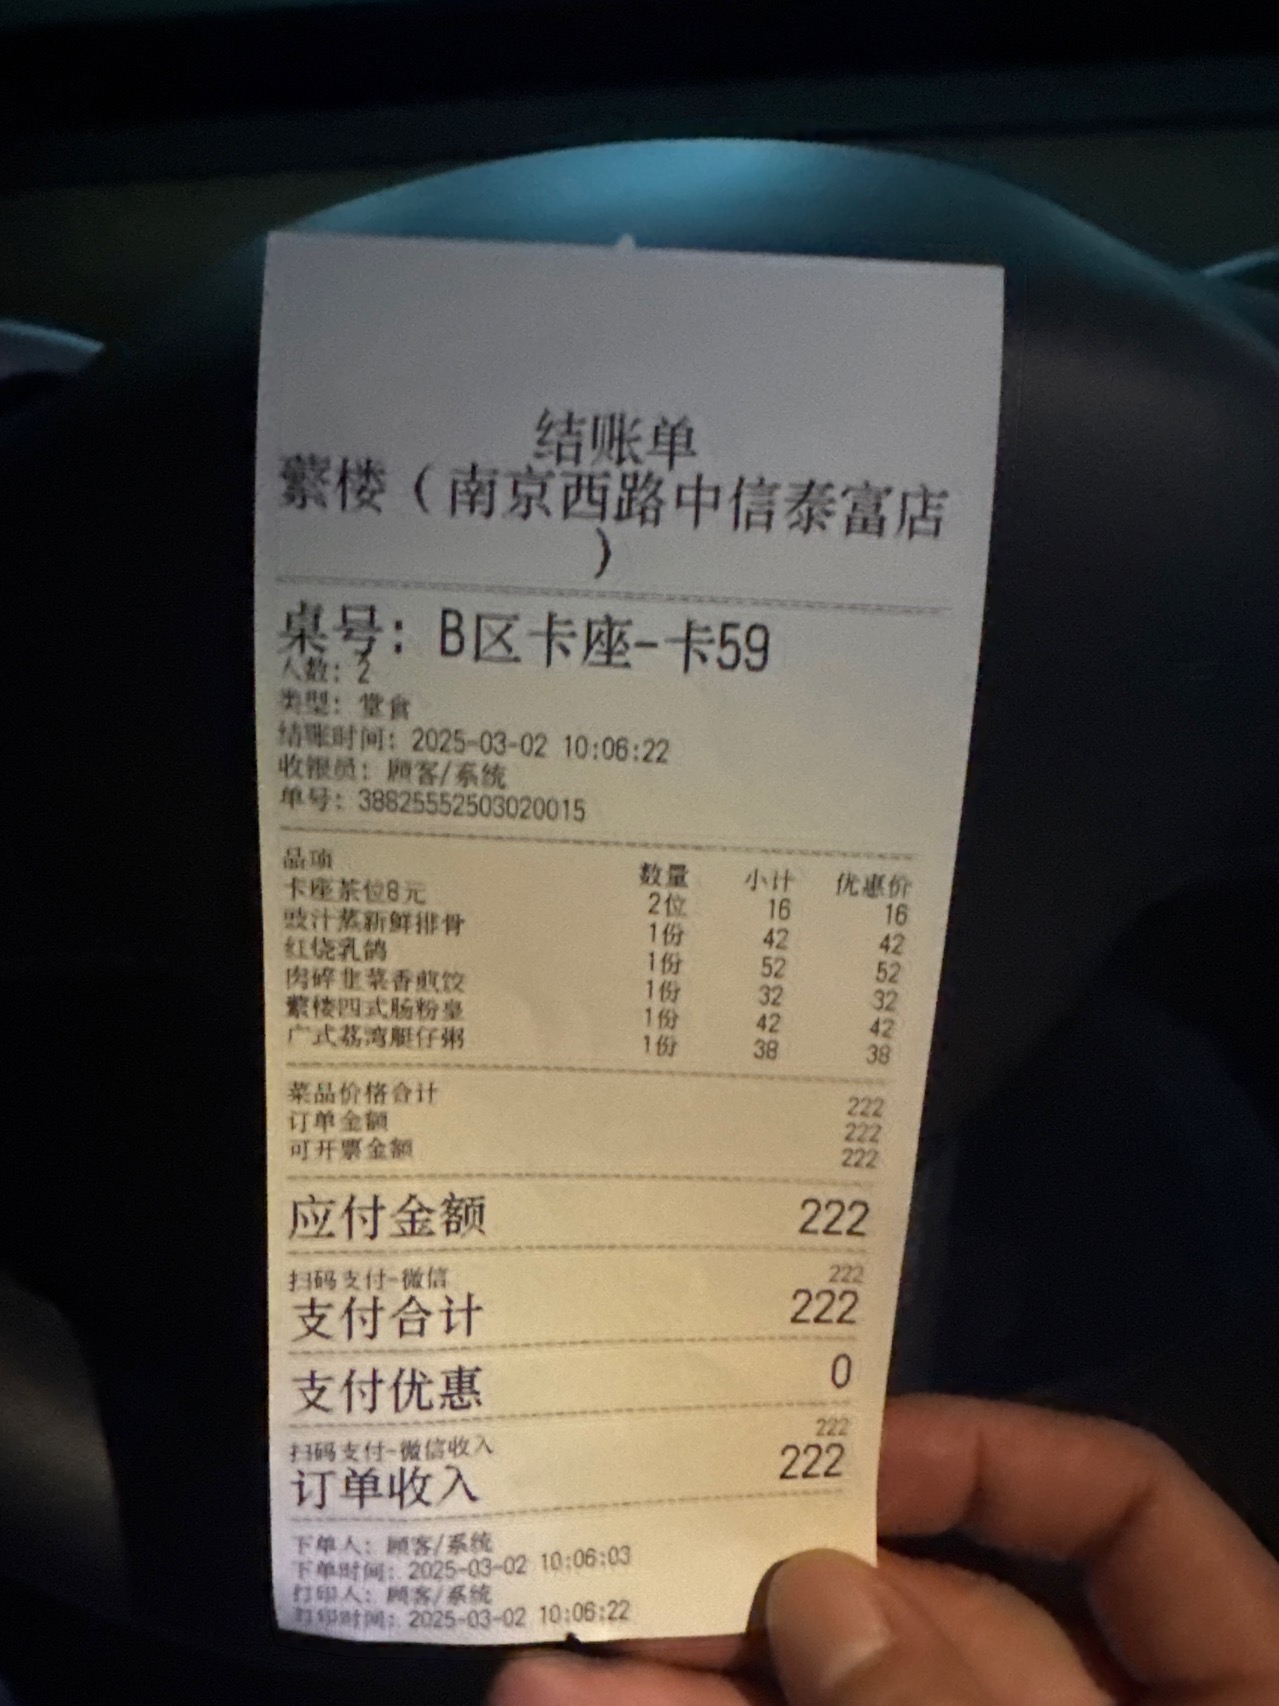 结账单
蘩楼（南京西路中信泰富店
）
桌号：B区卡座-卡59
人数：2
类型：堂食
结账时间：2025-03-02 10:06:22
收银员：顾客/系统
单号：38825552503020015
品项 数量 小计 优惠价
卡座茶位8元 2位 16 16
豉汁蒸新鲜排骨 1份 42 42
红烧乳鸽 1份 52 52
肉碎韭菜香煎饺 1份 32 32
蘩楼四式肠粉皇 1份 42 42
广式荔湾艇仔粥 1份 38 38
菜品价格合计 222
订单金额 222
可开票金额 222
应付金额 222
扫码支付-微信 222
支付合计 222
支付优惠 0
扫码支付-微信收入 222
订单收入 222
下单人：顾客/系统
下单时间：2025-03-02 10:06:03
打印人：顾客/系统
打印时间：2025-03-02 10:06:22